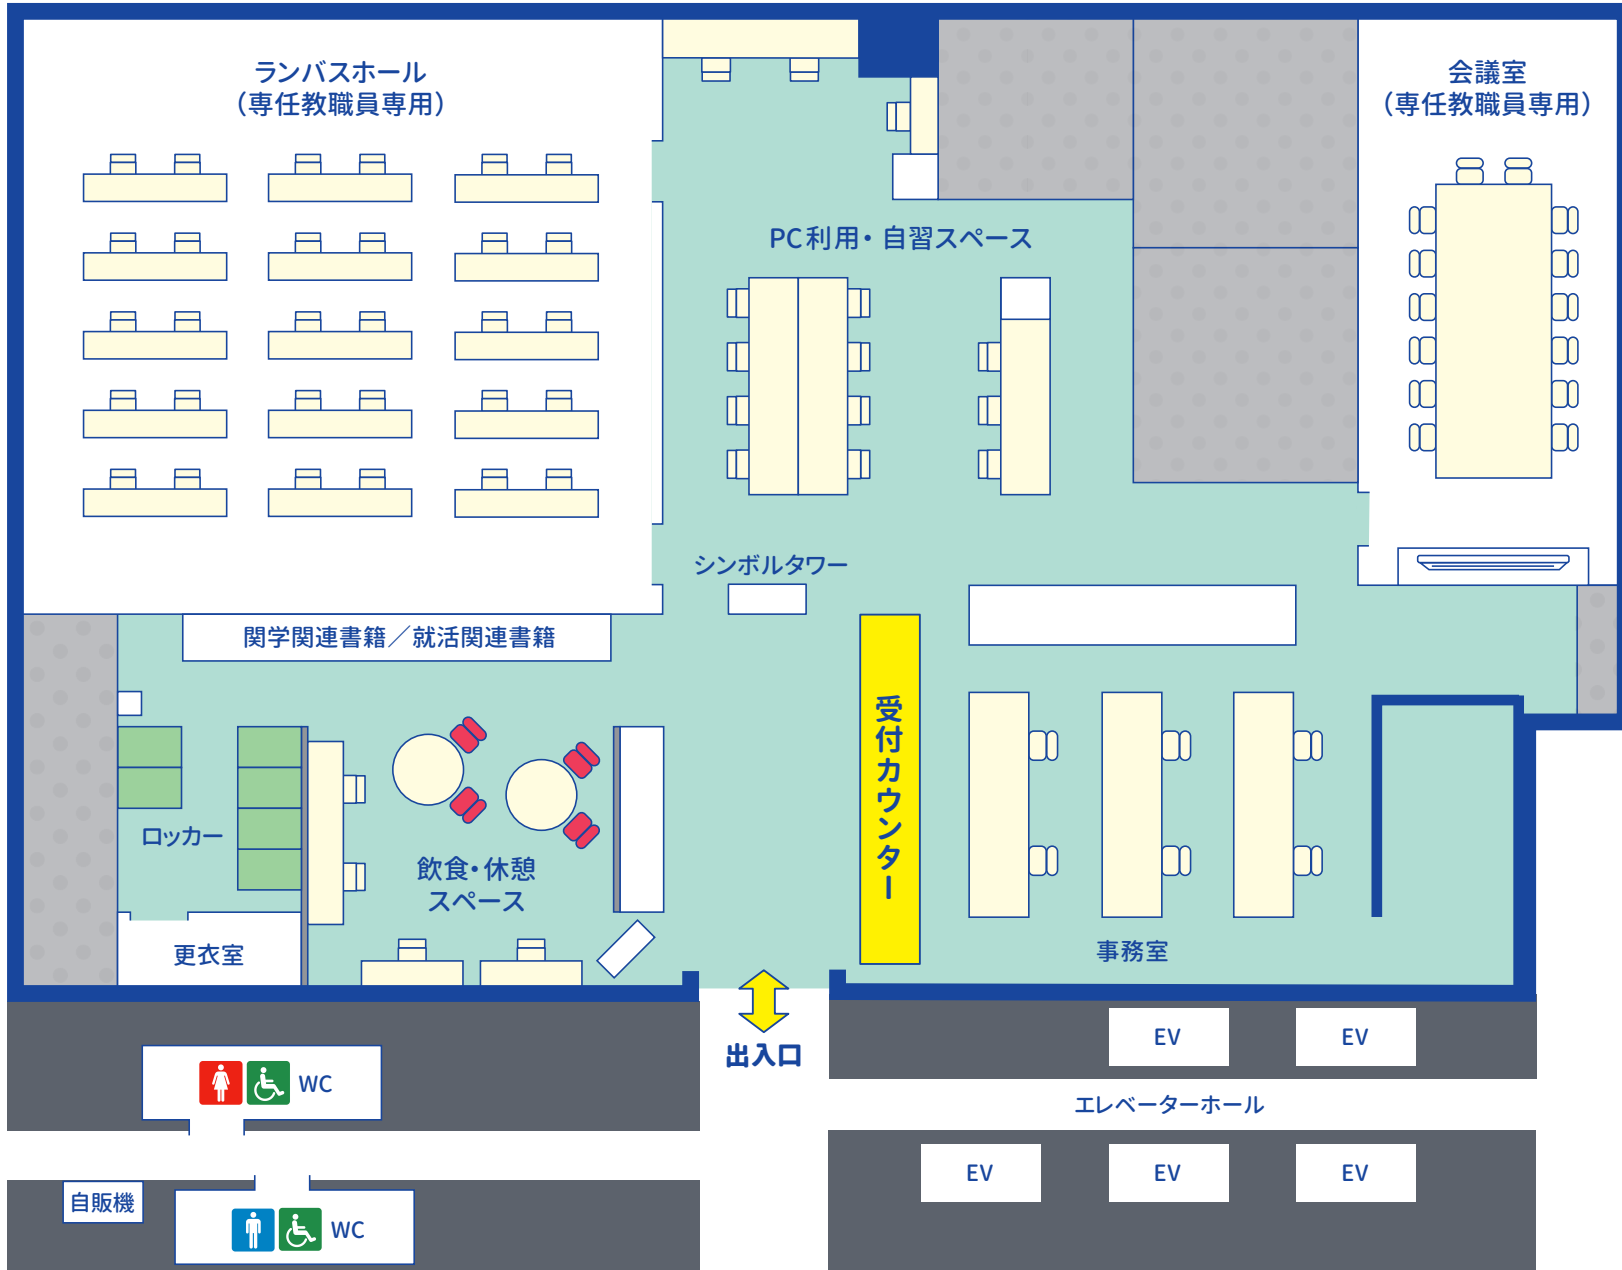 ランバスホール
（専任教職員専用）
会議室
（専任教職員専用）
PC利用・自習スペース
シンボルタワー
関学関連書籍／就活関連書籍
受付カウンター
ロッカー
飲食・休憩
スペース
更衣室
事務室
出入口
WC
自販機
WC
EV
EV
エレベーターホール
EV
EV
EV